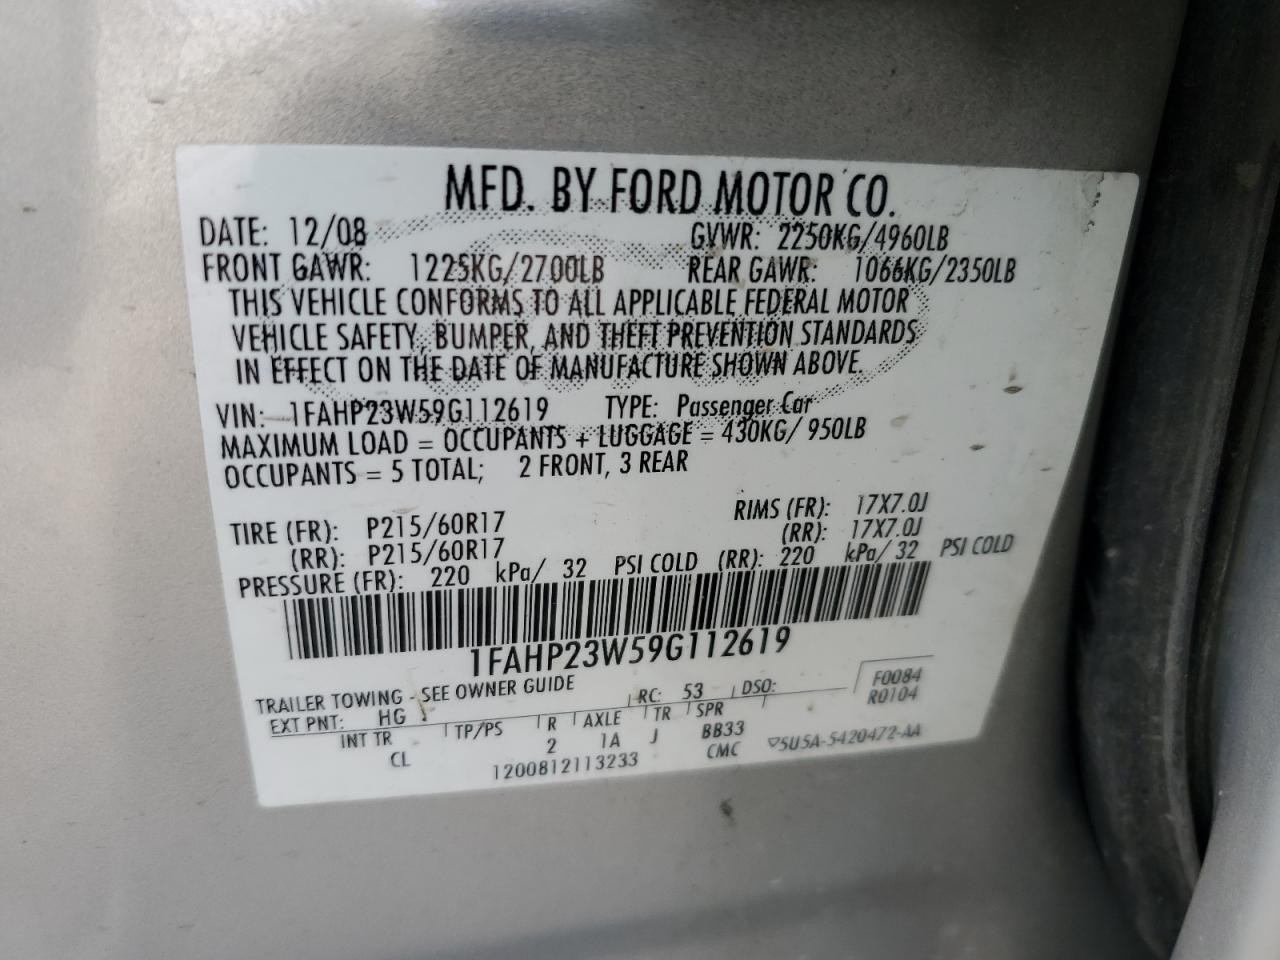 MFD. BY FORD MOTOR CO.
DATE: 12/08 GVWR: 2250KG/4960LB
FRONT GAWR: 1225KG/2700LB REAR GAWR: 1066KG/2350LB
THIS VEHICLE CONFORMS TO ALL APPLICABLE FEDERAL MOTOR
VEHICLE SAFETY, BUMPER, AND THEFT PREVENTION STANDARDS
IN EFFECT ON THE DATE OF MANUFACTURE SHOWN ABOVE.
VIN: 1FAHP23W59G112619 TYPE: Passenger Car
MAXIMUM LOAD = OCCUPANTS + LUGGAGE = 430KG/ 950LB
OCCUPANTS = 5 TOTAL; 2 FRONT, 3 REAR
TIRE (FR): P215/60R17 RIMS (FR): 17X7.0J
(RR): P215/60R17 (RR): 17X7.0J
PRESSURE (FR): 220 kPa/ 32 PSI COLD (RR): 220 kPa/ 32 PSI COLD
1FAHP23W59G112619
TRAILER TOWING - SEE OWNER GUIDE F0084
EXT PNT: HG RC: 53 DSO: R0104
INT TR TP/PS R AXLE TR SPR
CL 2 1A J BB33
1200812113233 CMC ▽5U5A-5420472-AA